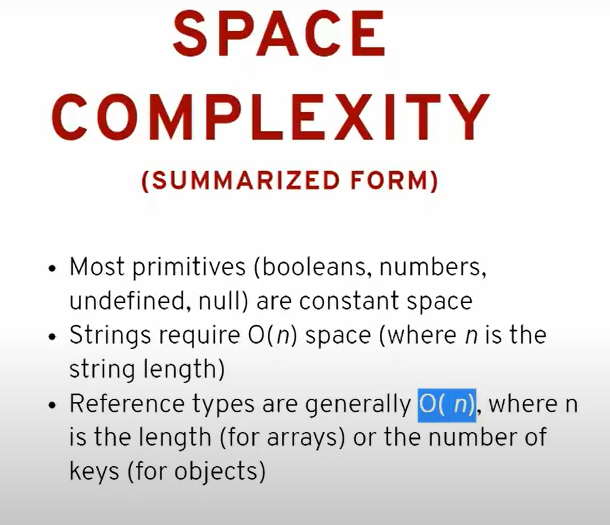 SPACE
COMPLEXITY
(SUMMARIZED FORM)
• Most primitives (booleans, numbers,
undefined, null) are constant space
• Strings require O(n) space (where n is the
string length)
• Reference types are generally O( n), where n
is the length (for arrays) or the number of
keys (for objects)